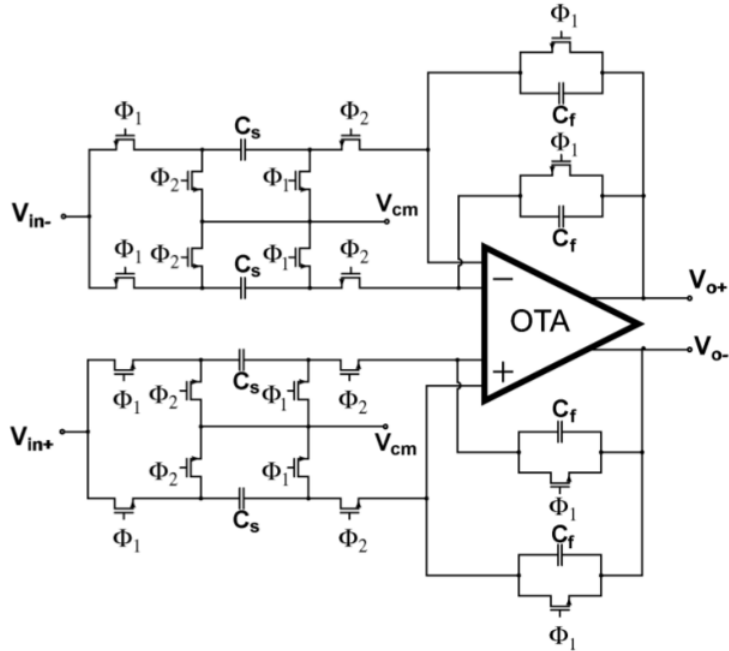 Φ1
Cf
Φ1 Cs Φ2
Φ1
Φ2 Φ1
Vcm
Cf
Vin-
Φ1 Φ2 Cs Φ1 Φ2
−
Vo+
OTA
Vo-
+
Φ1 Φ2 Cs Φ1 Φ2
Cf
Vin+
Vcm
Φ2 Φ1
Φ1
Cs
Cf
Φ1 Φ2
Φ1